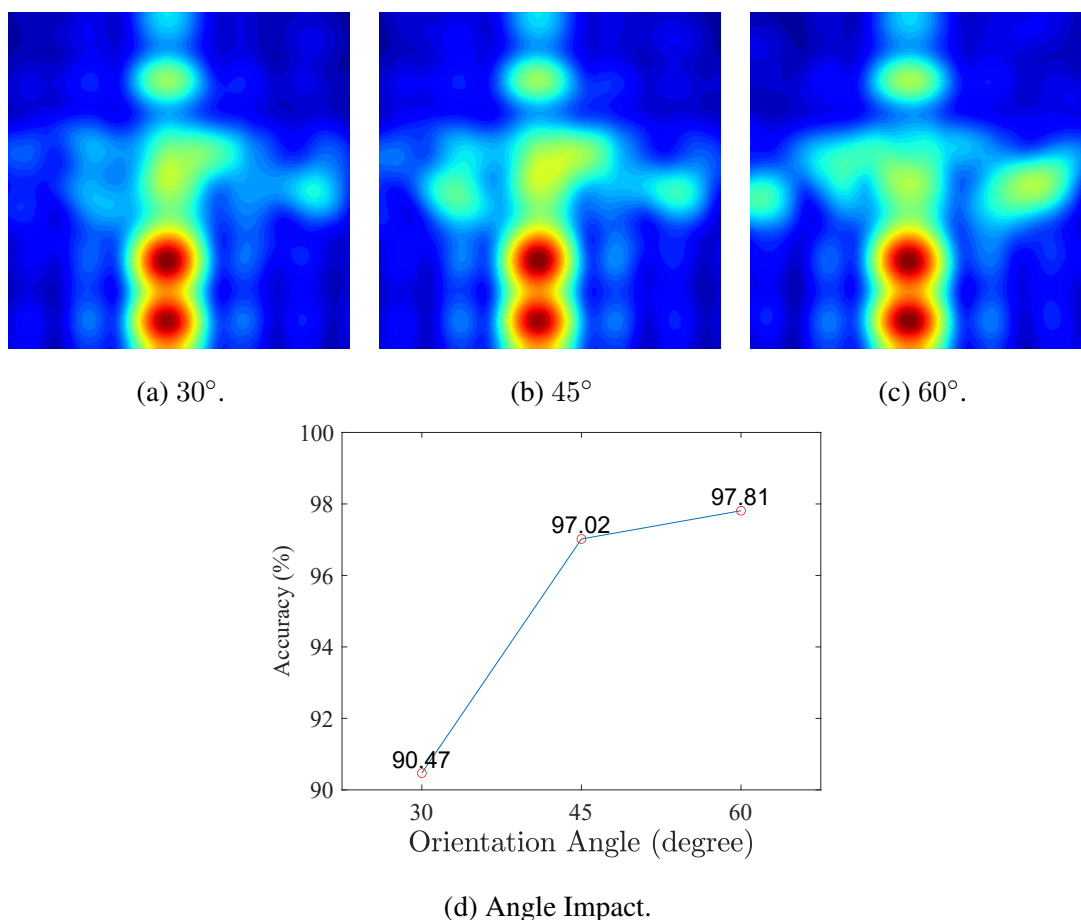 (a) 30°.
(b) 45°
(c) 60°.
100
98
96
94
92
90
Accuracy (%)
90.47
97.02
97.81
30
45
60
Orientation Angle (degree)
(d) Angle Impact.